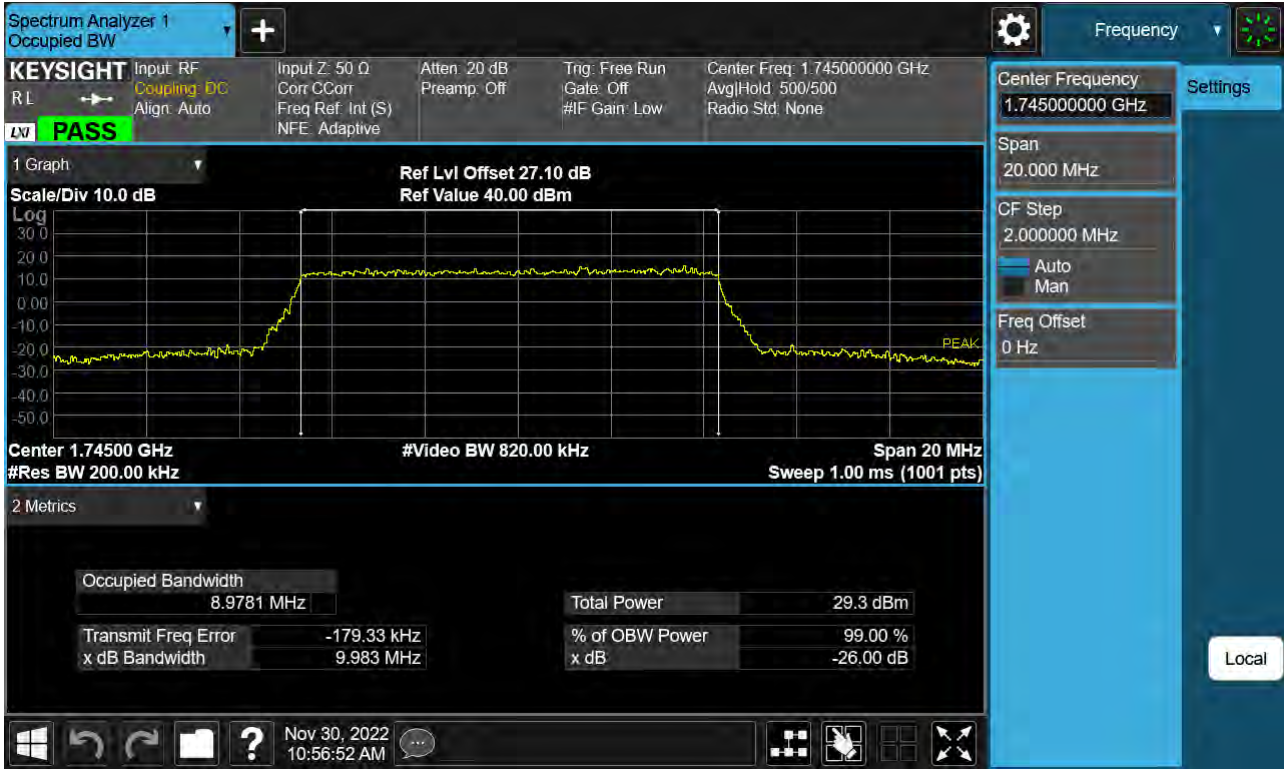 Spectrum Analyzer 1
Occupied BW
Frequency
KEYSIGHT
RL
LXI PASS
Input: RF
Coupling: DC
Align: Auto
Input Z: 50 Ω
Corr CCorr
Freq Ref: Int (S)
NFE: Adaptive
Atten: 20 dB
Preamp: Off
Trig: Free Run
Gate: Off
#IF Gain: Low
Center Freq: 1.745000000 GHz
Avg|Hold: 500/500
Radio Std: None
Center Frequency
1.745000000 GHz
Settings
Span
20.000 MHz
CF Step
2.000000 MHz
Auto
Man
Freq Offset
0 Hz
1 Graph
Scale/Div 10.0 dB
Ref Lvl Offset 27.10 dB
Ref Value 40.00 dBm
Log
30.0
20.0
10.0
0.00
-10.0
-20.0
-30.0
-40.0
-50.0
PEAK
Center 1.74500 GHz
#Video BW 820.00 kHz
Span 20 MHz
#Res BW 200.00 kHz
Sweep 1.00 ms (1001 pts)
2 Metrics
Occupied Bandwidth
8.9781 MHz
Total Power 29.3 dBm
Transmit Freq Error -179.33 kHz
% of OBW Power 99.00 %
x dB Bandwidth 9.983 MHz
x dB -26.00 dB
Local
?
Nov 30, 2022
10:56:52 AM